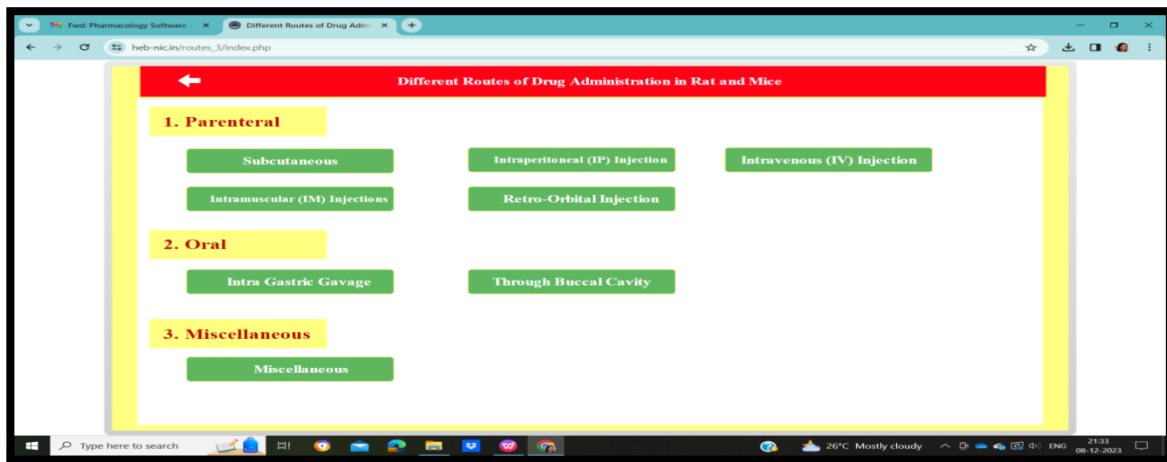 Fwd: Pharmacology Software
Different Routes of Drug Admi
heb-nic.in/routes_3/index.php
Different Routes of Drug Administration in Rat and Mice
1. Parenteral
Subcutaneous
Intraperitoneal (IP) Injection
Intravenous (IV) Injection
Intramuscular (IM) Injections
Retro-Orbital Injection
2. Oral
Intra Gastric Gavage
Through Buccal Cavity
3. Miscellaneous
Miscellaneous
Type here to search
26°C Mostly cloudy
ENG
21:33
08-12-2023